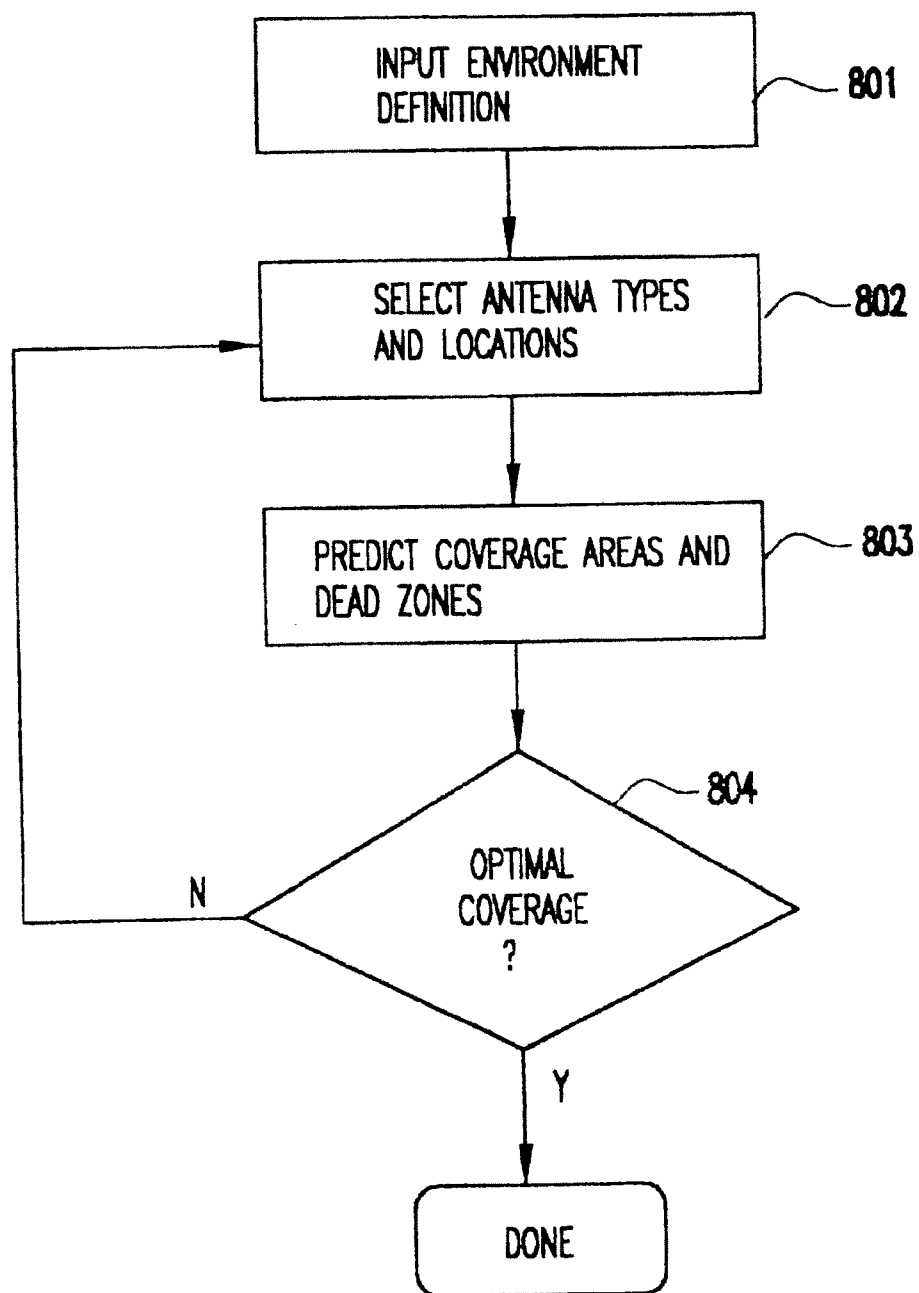 INPUT ENVIRONMENT
DEFINITION
801
SELECT ANTENNA TYPES
AND LOCATIONS
802
PREDICT COVERAGE AREAS AND
DEAD ZONES
803
804
OPTIMAL
COVERAGE
?
N
Y
DONE